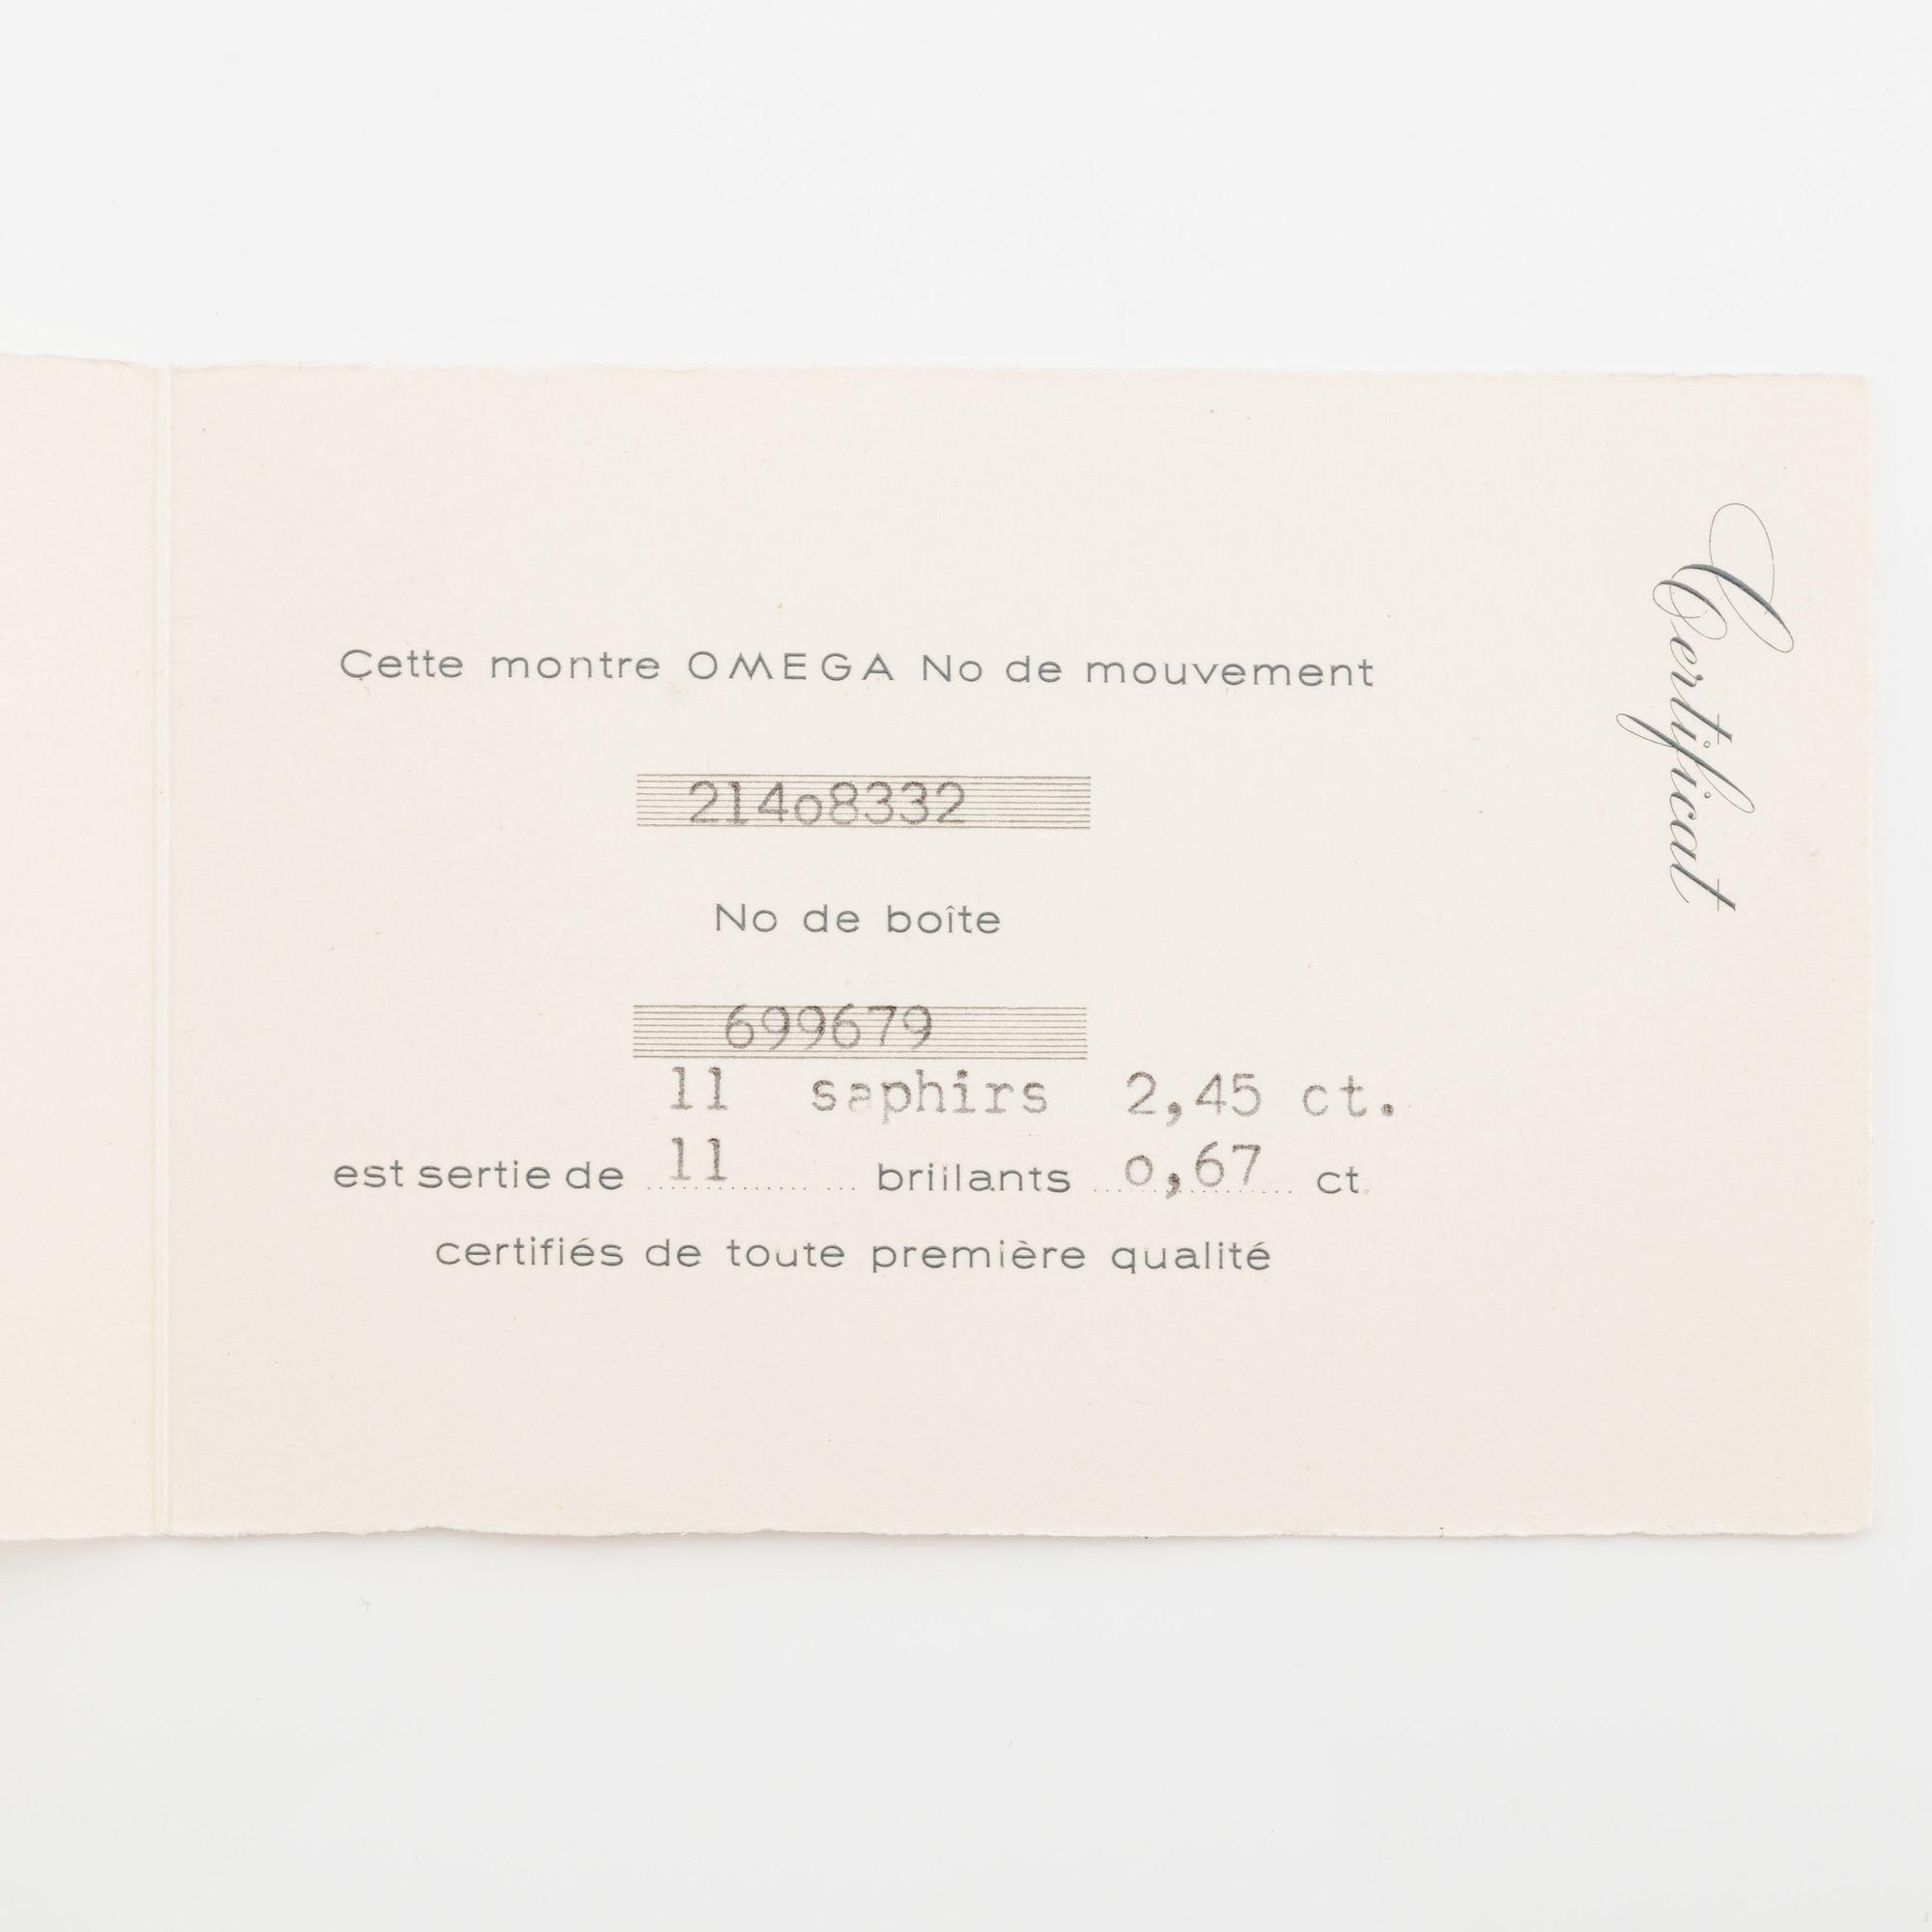 Certificat
Cette montre OMEGA No de mouvement
21408332
No de boîte
699679
11 saphirs 2,45 ct.
est sertie de 11 brillants 0,67 ct.
certifiés de toute première qualité